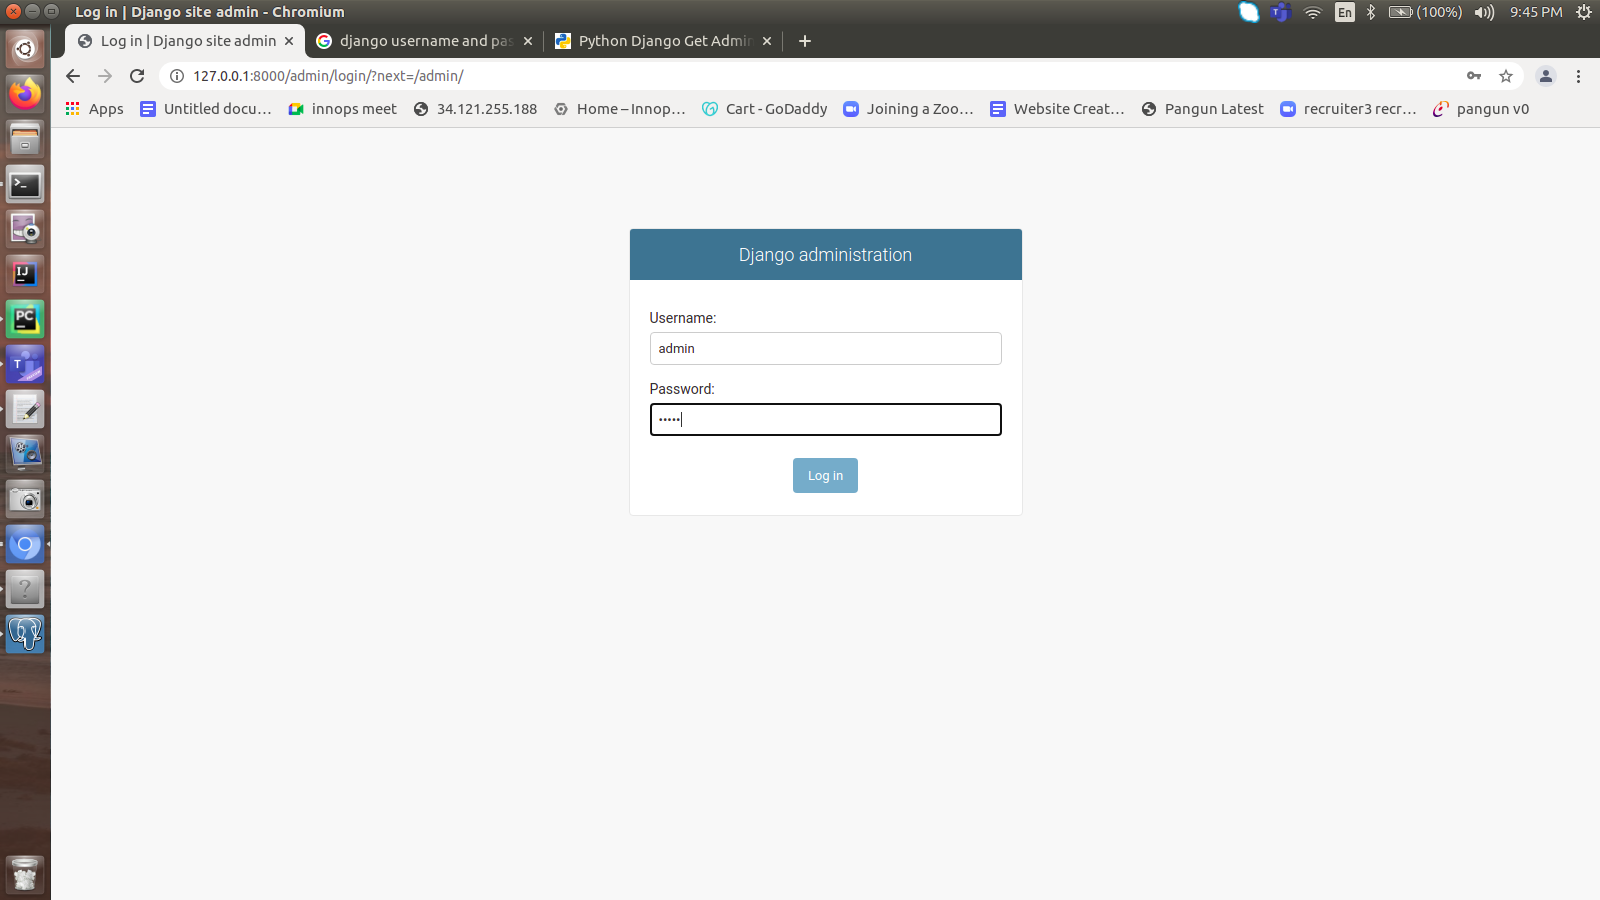 Log in | Django site admin - Chromium
En
(100%)
9:45 PM
Log in | Django site admin
django username and pas
Python Django Get Admin
127.0.0.1:8000/admin/login/?next=/admin/
Apps
Untitled docu...
innops meet
34.121.255.188
Home – Innop...
Cart - GoDaddy
Joining a Zoo...
Website Creat...
Pangun Latest
recruiter3 recr...
pangun v0
Django administration
Username:
admin
Password:
•••••
Log in
IJ
PC
T